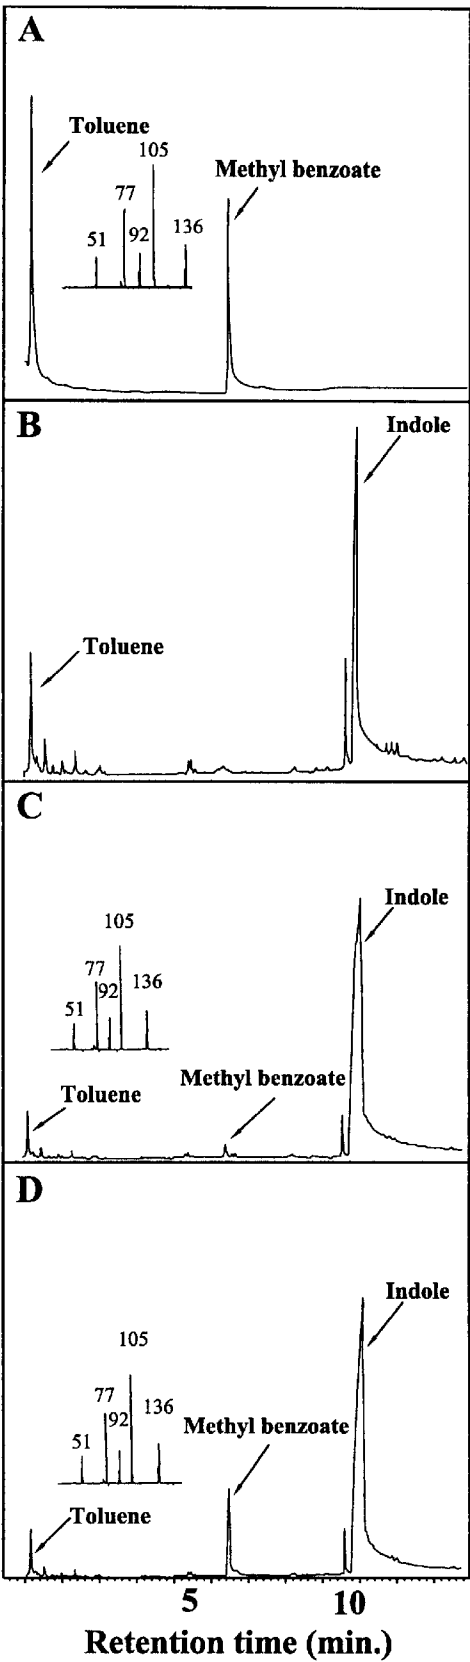 A
Toluene
105
Methyl benzoate
77
136
51
92
B
Indole
Toluene
C
Indole
105
77
92
136
51
Methyl benzoate
Toluene
D
Indole
105
77
136
92
Methyl benzoate
51
Toluene
5 10
Retention time (min.)